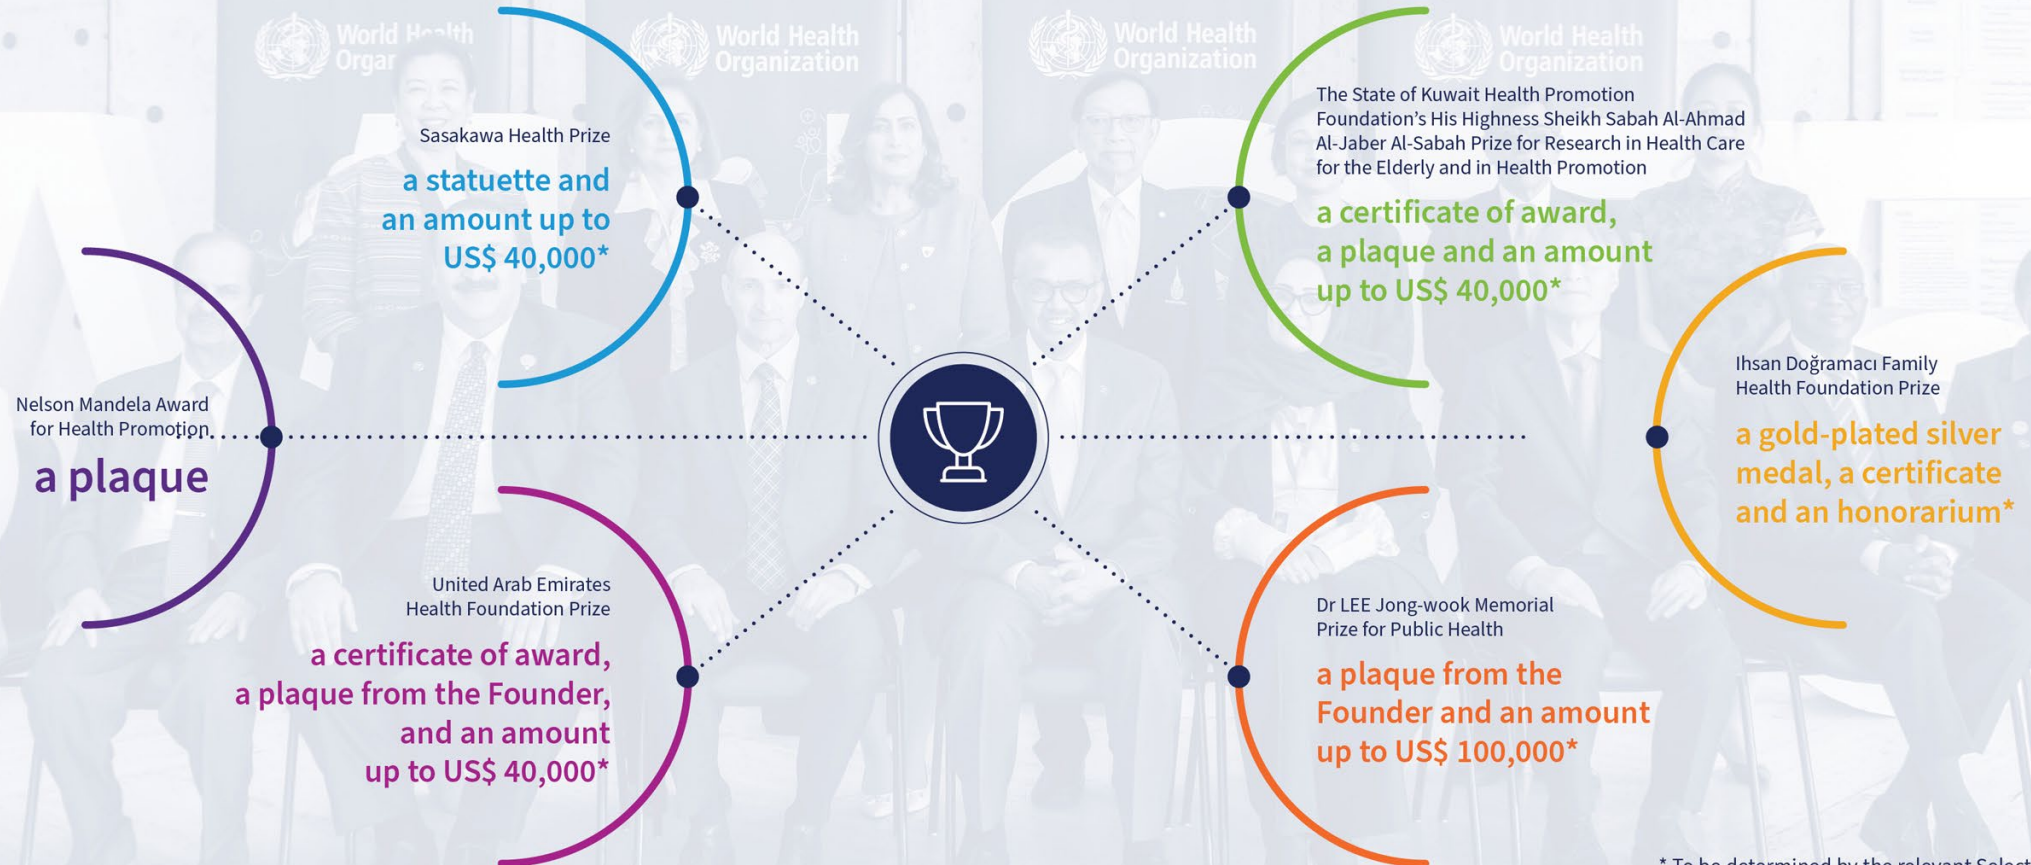 World Health
Organization
World Health
Organization
World Health
Organization
Sasakawa Health Prize
a statuette and
an amount up to
US$ 40,000*
The State of Kuwait Health Promotion
Foundation’s His Highness Sheikh Sabah Al-Ahmad
Al-Jaber Al-Sabah Prize for Research in Health Care
for the Elderly and in Health Promotion
a certificate of award,
a plaque and an amount
up to US$ 40,000*
Nelson Mandela Award
for Health Promotion
a plaque
Ihsan Doğramacı Family
Health Foundation Prize
a gold-plated silver
medal, a certificate
and an honorarium*
United Arab Emirates
Health Foundation Prize
a certificate of award,
a plaque from the Founder,
and an amount
up to US$ 40,000*
Dr LEE Jong-wook Memorial
Prize for Public Health
a plaque from the
Founder and an amount
up to US$ 100,000*
* To be determined by the relevant